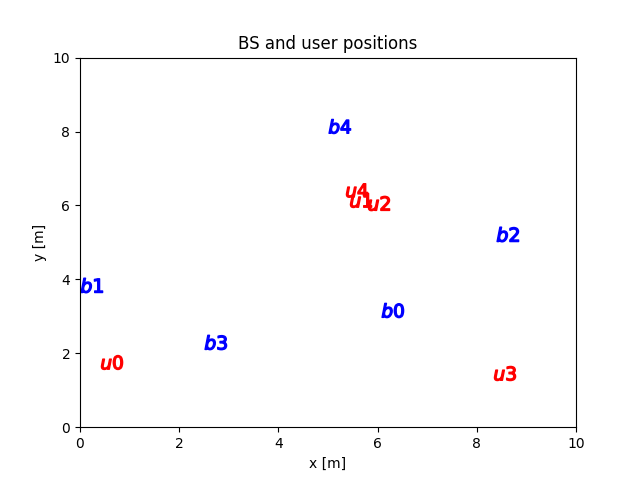 BS and user positions
10
b4
8
u4
u1
u2
6
b2
y [m]
4
b1
b0
b3
2
u0
u3
0
0 2 4 6 8 10
x [m]